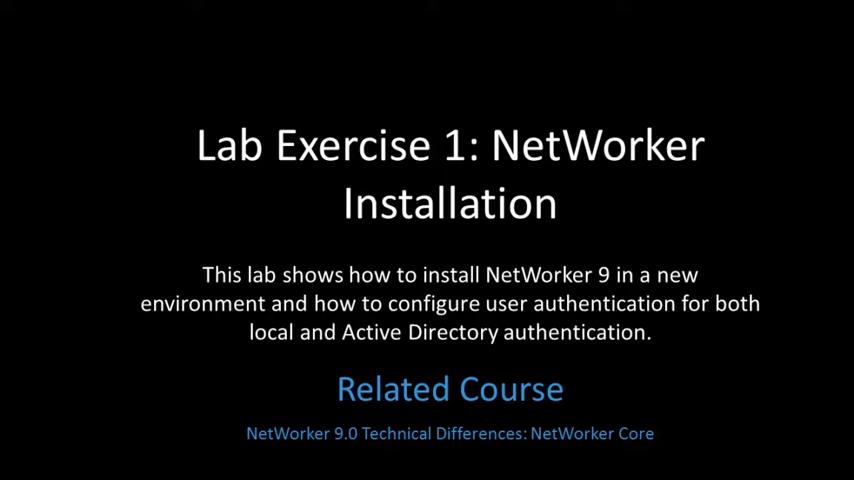 Lab Exercise 1: NetWorker
Installation
This lab shows how to install NetWorker 9 in a new
environment and how to configure user authentication for both
local and Active Directory authentication.
Related Course
NetWorker 9.0 Technical Differences: NetWorker Core